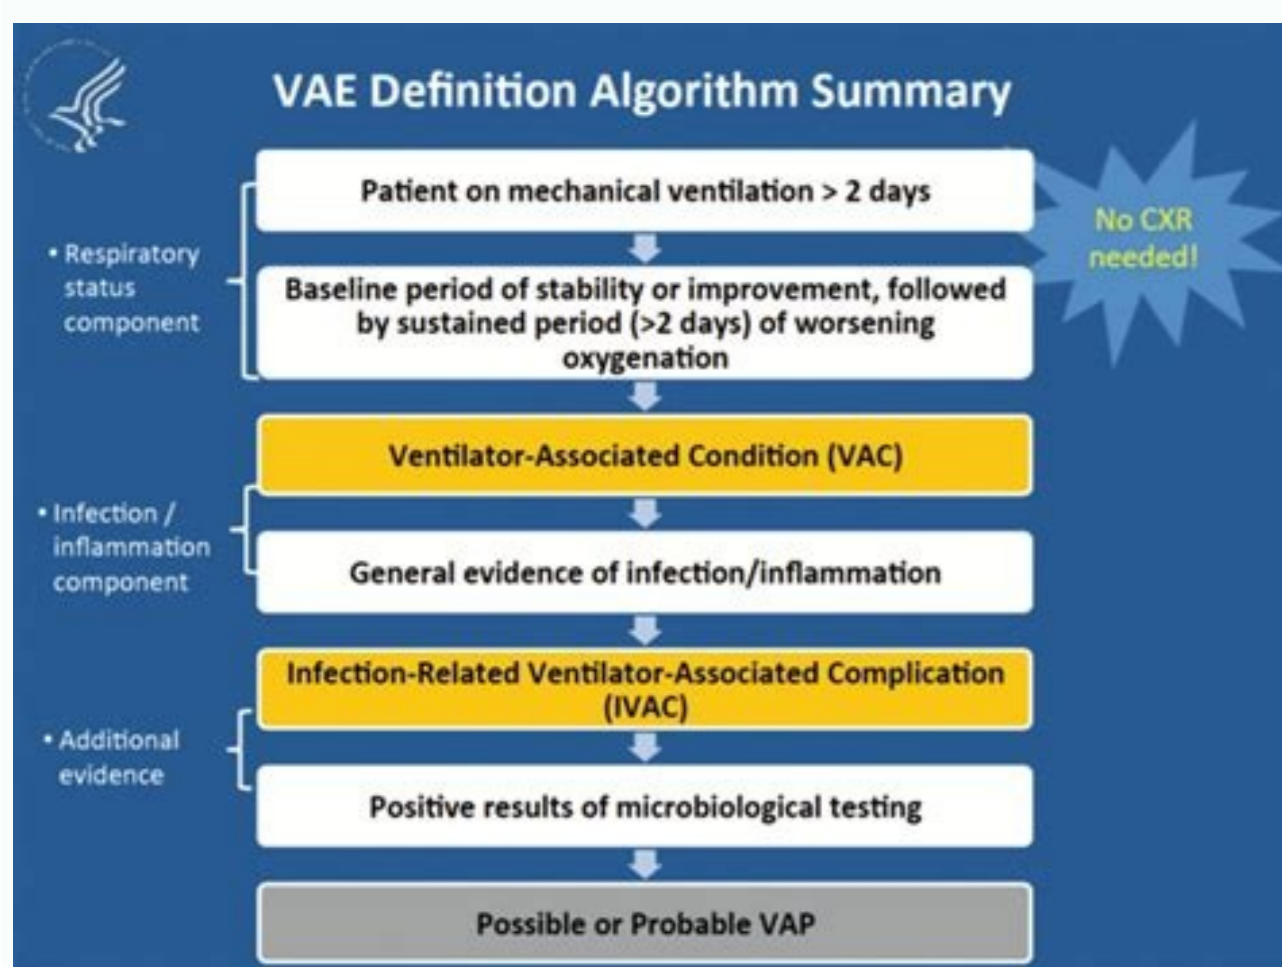 VAE Definition Algorithm Summary
Patient on mechanical ventilation > 2 days
No CXR
needed!
• Respiratory
status
component
Baseline period of stability or improvement, followed
by sustained period (>2 days) of worsening
oxygenation
Ventilator-Associated Condition (VAC)
• Infection /
inflammation
component
General evidence of infection/inflammation
Infection-Related Ventilator-Associated Complication
(IVAC)
• Additional
evidence
Positive results of microbiological testing
Possible or Probable VAP